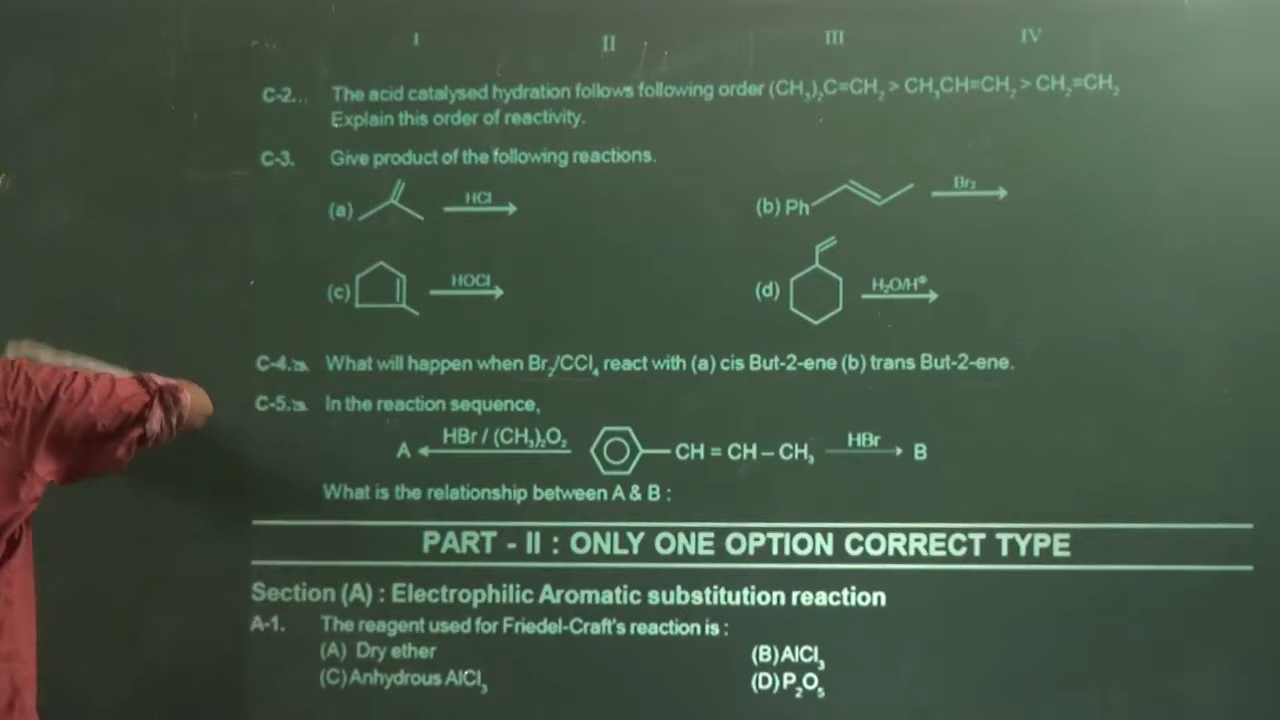 I II III IV
C-2. The acid catalysed hydration follows following order (CH₃)₂C=CH₂ > CH₃CH=CH₂ > CH₂=CH₂
Explain this order of reactivity.
C-3. Give product of the following reactions.
(a) HCl (b) Ph Br₂
(c) HOCl (d) H₂O/H⊕
C-4. What will happen when Br₂/CCl₄ react with (a) cis But-2-ene (b) trans But-2-ene.
C-5. In the reaction sequence,
A HBr / (CH₃)₂O₂ CH = CH – CH₃ HBr B
What is the relationship between A & B :
PART - II : ONLY ONE OPTION CORRECT TYPE
Section (A) : Electrophilic Aromatic substitution reaction
A-1. The reagent used for Friedel-Craft's reaction is :
(A) Dry ether (B) AlCl₃
(C) Anhydrous AlCl₃ (D) P₂O₅